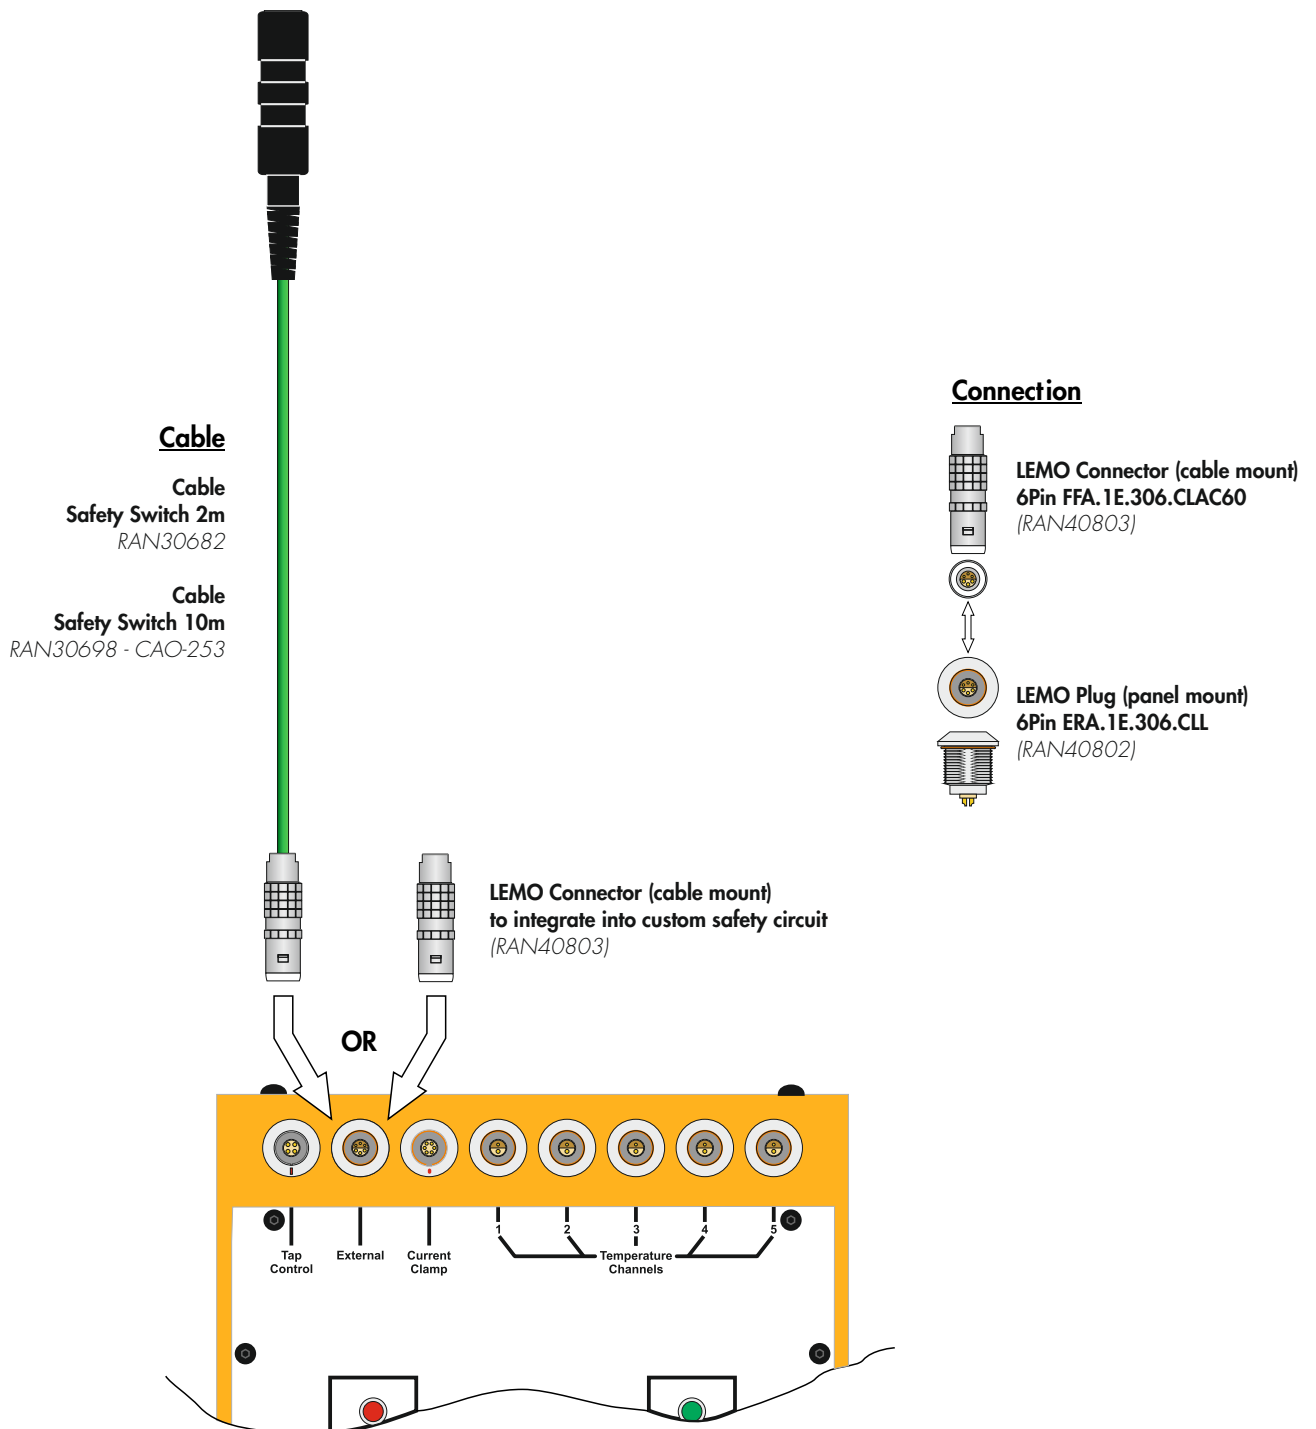 Cable
Cable
Safety Switch 2m
RAN30682
Cable
Safety Switch 10m
RAN30698 - CAO-253
Connection
LEMO Connector (cable mount)
6Pin FFA.1E.306.CLAC60
(RAN40803)
LEMO Plug (panel mount)
6Pin ERA.1E.306.CLL
(RAN40802)
LEMO Connector (cable mount)
to integrate into custom safety circuit
(RAN40803)
OR
1 2 3 4 5
Tap
Control
External
Current
Clamp
Temperature
Channels